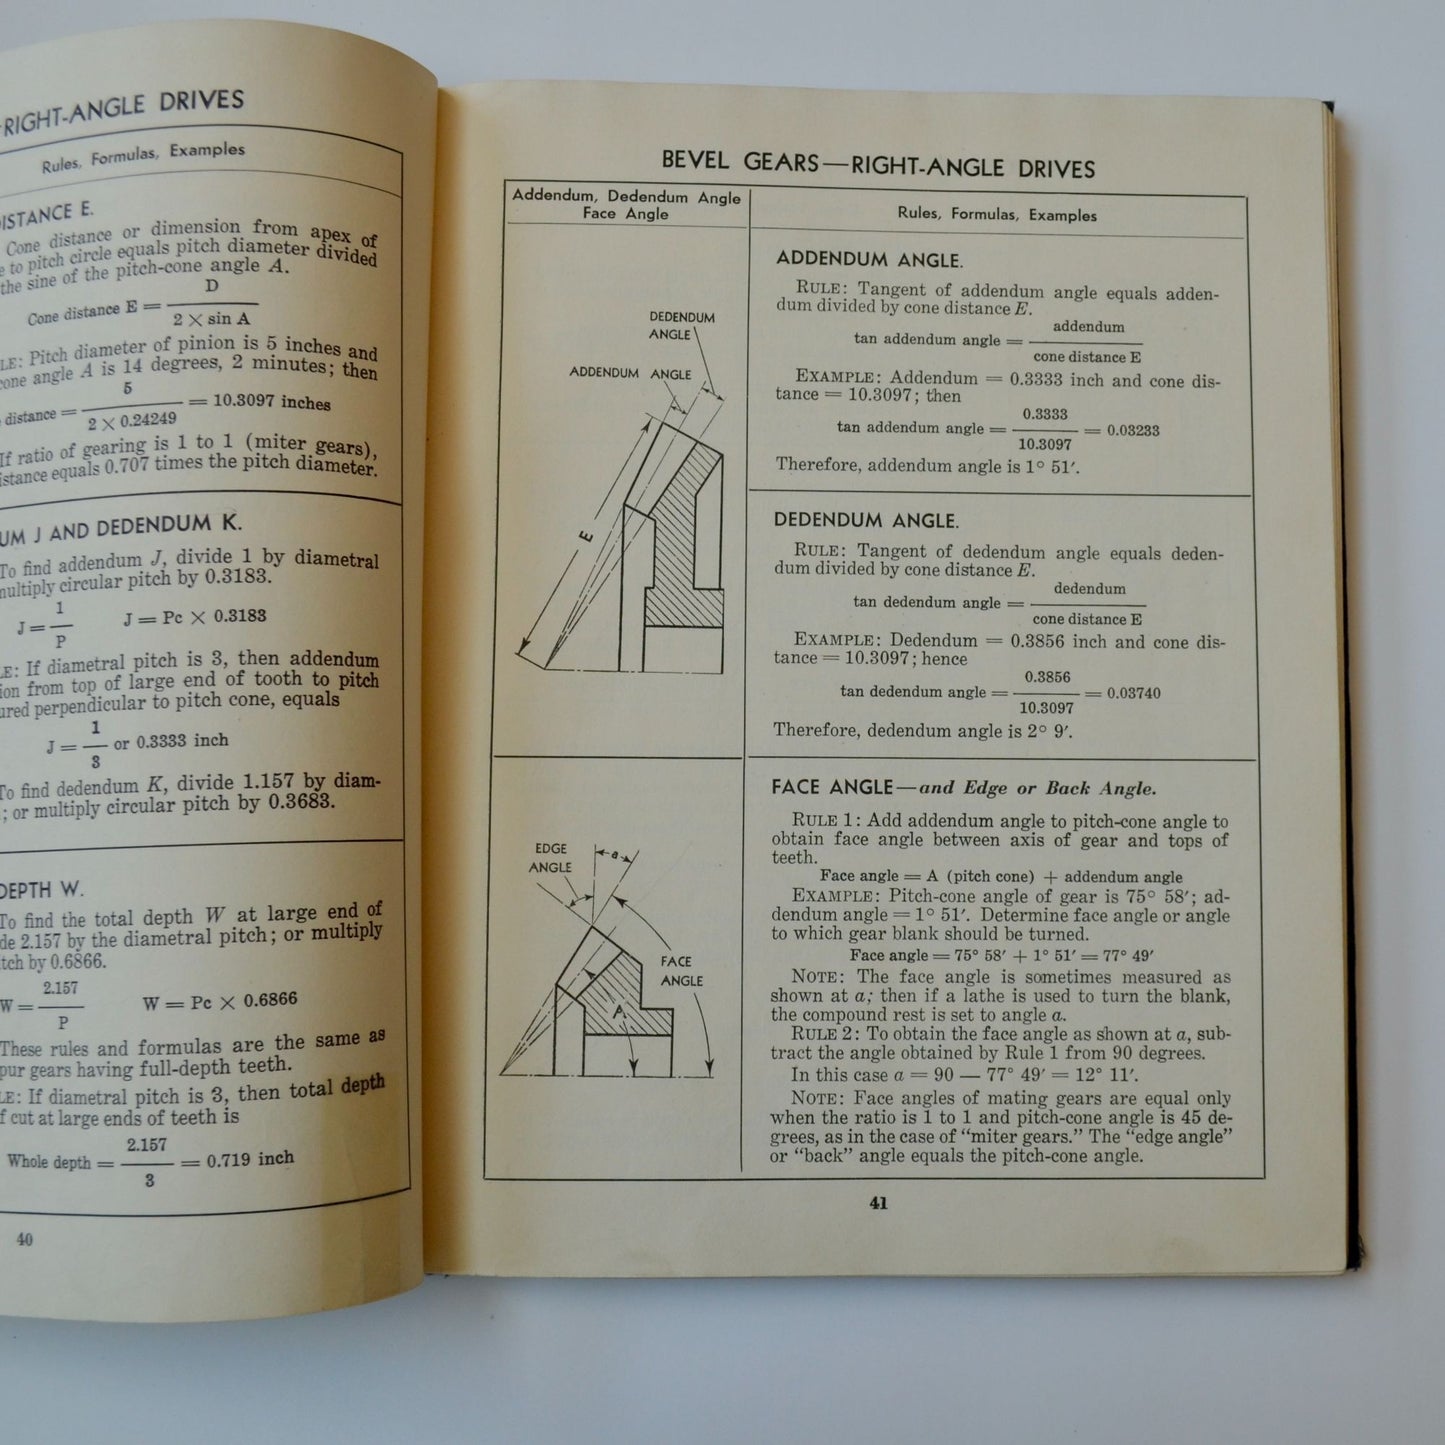 RIGHT-ANGLE DRIVES
Rules, Formulas, Examples
DISTANCE E.
Cone distance or dimension from apex of
to pitch circle equals pitch diameter divided
the sine of the pitch-cone angle A.
Cone distance E = D / 2 × sin A
Pitch diameter of pinion is 5 inches and
cone angle A is 14 degrees, 2 minutes; then
distance = 5 / 2 × 0.24249 = 10.3097 inches
If ratio of gearing is 1 to 1 (miter gears),
distance equals 0.707 times the pitch diameter.
UM J AND DEDENDUM K.
To find addendum J, divide 1 by diametral
multiply circular pitch by 0.3183.
J = 1 / P J = Pc × 0.3183
LE: If diametral pitch is 3, then addendum
ion from top of large end of tooth to pitch
ured perpendicular to pitch cone, equals
J = 1 / 3 or 0.3333 inch
To find dedendum K, divide 1.157 by diam-
; or multiply circular pitch by 0.3683.
DEPTH W.
To find the total depth W at large end of
de 2.157 by the diametral pitch; or multiply
tch by 0.6866.
W = 2.157 / P W = Pc × 0.6866
These rules and formulas are the same as
pur gears having full-depth teeth.
LE: If diametral pitch is 3, then total depth
f cut at large ends of teeth is
Whole depth = 2.157 / 3 = 0.719 inch
40
BEVEL GEARS—RIGHT-ANGLE DRIVES
Addendum, Dedendum Angle
Face Angle
Rules, Formulas, Examples
DEDENDUM
ANGLE
ADDENDUM ANGLE
E
ADDENDUM ANGLE.
RULE: Tangent of addendum angle equals adden-
dum divided by cone distance E.
tan addendum angle = addendum / cone distance E
EXAMPLE: Addendum = 0.3333 inch and cone dis-
tance = 10.3097; then
tan addendum angle = 0.3333 / 10.3097 = 0.03233
Therefore, addendum angle is 1° 51′.
DEDENDUM ANGLE.
RULE: Tangent of dedendum angle equals deden-
dum divided by cone distance E.
tan dedendum angle = dedendum / cone distance E
EXAMPLE: Dedendum = 0.3856 inch and cone dis-
tance = 10.3097; hence
tan dedendum angle = 0.3856 / 10.3097 = 0.03740
Therefore, dedendum angle is 2° 9′.
EDGE
ANGLE
a
FACE
ANGLE
A
FACE ANGLE—and Edge or Back Angle.
RULE 1: Add addendum angle to pitch-cone angle to
obtain face angle between axis of gear and tops of
teeth.
Face angle = A (pitch cone) + addendum angle
EXAMPLE: Pitch-cone angle of gear is 75° 58′; ad-
dendum angle = 1° 51′. Determine face angle or angle
to which gear blank should be turned.
Face angle = 75° 58′ + 1° 51′ = 77° 49′
NOTE: The face angle is sometimes measured as
shown at a; then if a lathe is used to turn the blank,
the compound rest is set to angle a.
RULE 2: To obtain the face angle as shown at a, sub-
tract the angle obtained by Rule 1 from 90 degrees.
In this case a = 90 — 77° 49′ = 12° 11′.
NOTE: Face angles of mating gears are equal only
when the ratio is 1 to 1 and pitch-cone angle is 45 de-
grees, as in the case of “miter gears.” The “edge angle”
or “back” angle equals the pitch-cone angle.
41